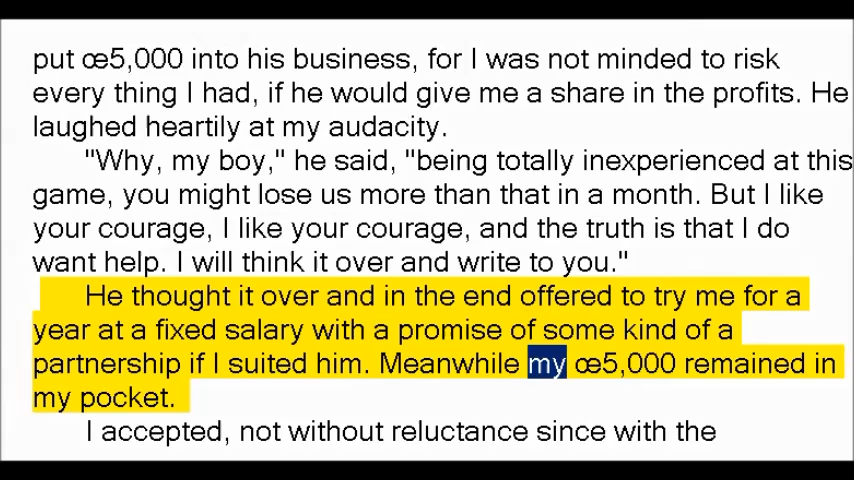 put œ5,000 into his business, for I was not minded to risk
every thing I had, if he would give me a share in the profits. He
laughed heartily at my audacity.
"Why, my boy," he said, "being totally inexperienced at this
game, you might lose us more than that in a month. But I like
your courage, I like your courage, and the truth is that I do
want help. I will think it over and write to you."
He thought it over and in the end offered to try me for a
year at a fixed salary with a promise of some kind of a
partnership if I suited him. Meanwhile my œ5,000 remained in
my pocket.
I accepted, not without reluctance since with the